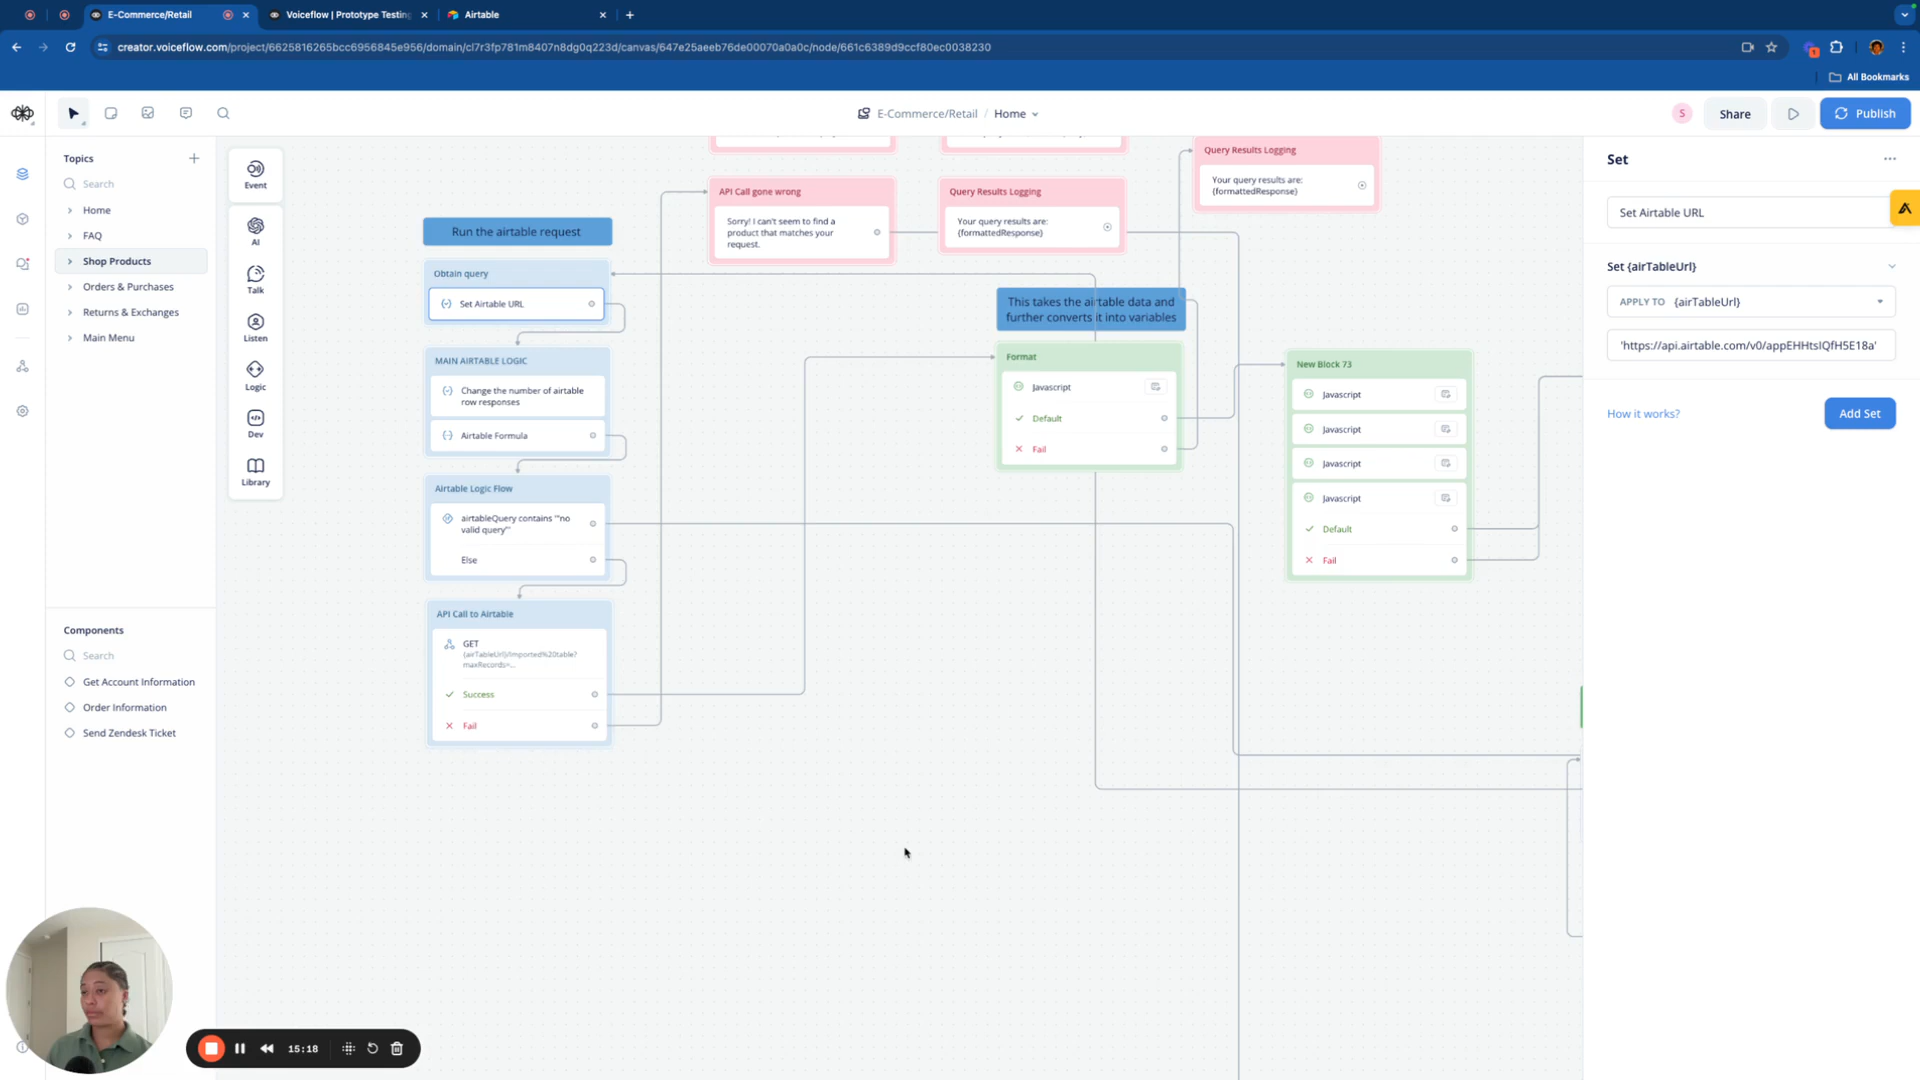 E-Commerce/Retail
Voiceflow | Prototype Testing
Airtable
creator.voiceflow.com/project/6625816265bcc6956845e956/domain/cl7r3fp781m8407n8dg0q223d/canvas/647e25aeeb76de00070a0a0c/node/661c6389d9ccf80ec0038230
1
All Bookmarks
E-Commerce/Retail / Home
S
Share
Publish
Topics
Search
Home
FAQ
Shop Products
Orders & Purchases
Returns & Exchanges
Main Menu
Components
Search
Get Account Information
Order Information
Send Zendesk Ticket
Event
AI
Talk
Listen
Logic
Dev
Library
Run the airtable request
Obtain query
Set Airtable URL
MAIN AIRTABLE LOGIC
Change the number of airtable
row responses
Airtable Formula
Airtable Logic Flow
airtableQuery contains '"no
valid query"'
Else
API Call to Airtable
GET
{airTableUrl}/Imported%20table?
maxRecords=...
Success
Fail
API Call gone wrong
Sorry! I can't seem to find a
product that matches your
request.
Query Results Logging
Your query results are:
{formattedResponse}
Query Results Logging
Your query results are:
{formattedResponse}
This takes the airtable data and
further converts it into variables
Format
Javascript
Default
Fail
New Block 73
Javascript
Javascript
Javascript
Javascript
Default
Fail
Set
Set Airtable URL
Set {airTableUrl}
APPLY TO {airTableUrl}
'https://api.airtable.com/v0/appEHHtsIQfH5E18a'
How it works?
Add Set
15:18